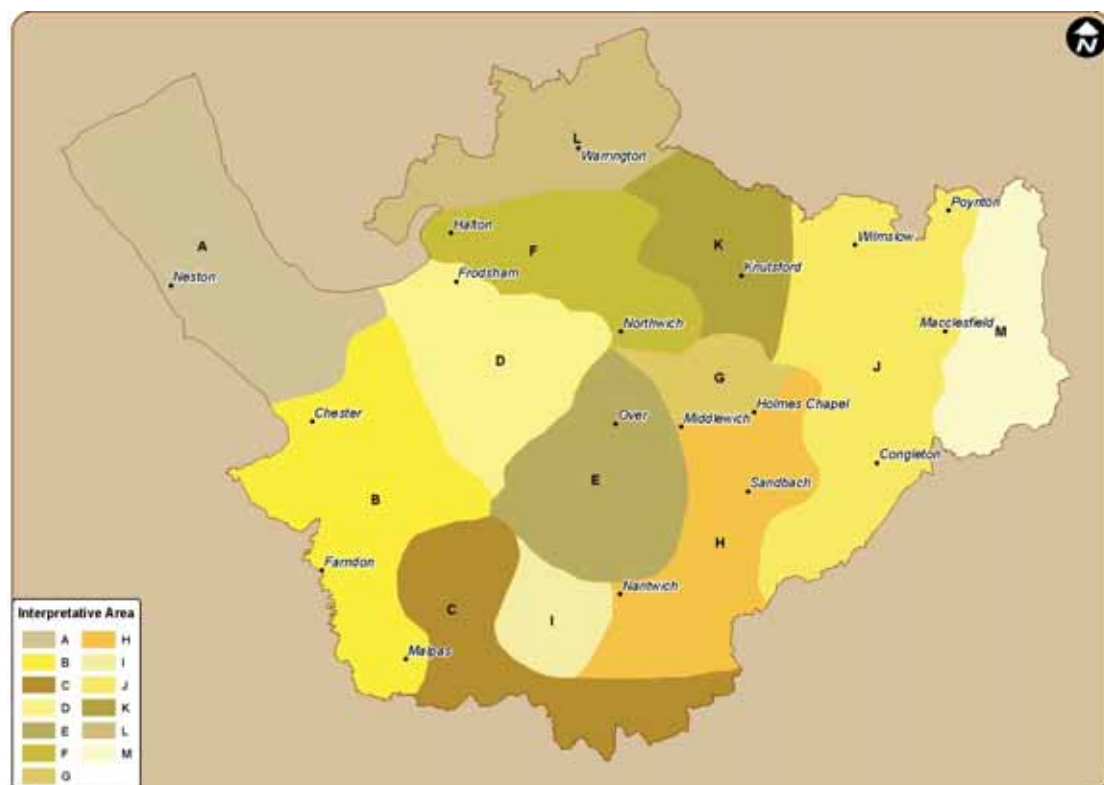 N
L
Warrington
Poynton
Halton
Wilmslow
A
F
K
Neston
Frodsham
Knutsford
Northwich
Macclesfield
M
D
J
G
Chester
Over
Middlewich
Holmes Chapel
Congleton
E
Sandbach
B
H
Farndon
Nantwich
C
I
Malpas
Interpretative Area
A
B
C
D
E
F
G
H
I
J
K
L
M